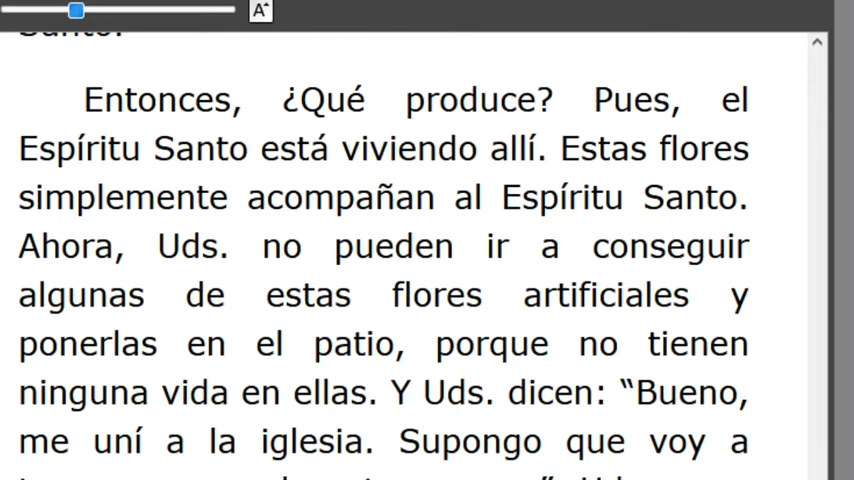 A
Santo.
Entonces, ¿Qué produce? Pues, el
Espíritu Santo está viviendo allí. Estas flores
simplemente acompañan al Espíritu Santo.
Ahora, Uds. no pueden ir a conseguir
algunas de estas flores artificiales y
ponerlas en el patio, porque no tienen
ninguna vida en ellas. Y Uds. dicen: “Bueno,
me uní a la iglesia. Supongo que voy a